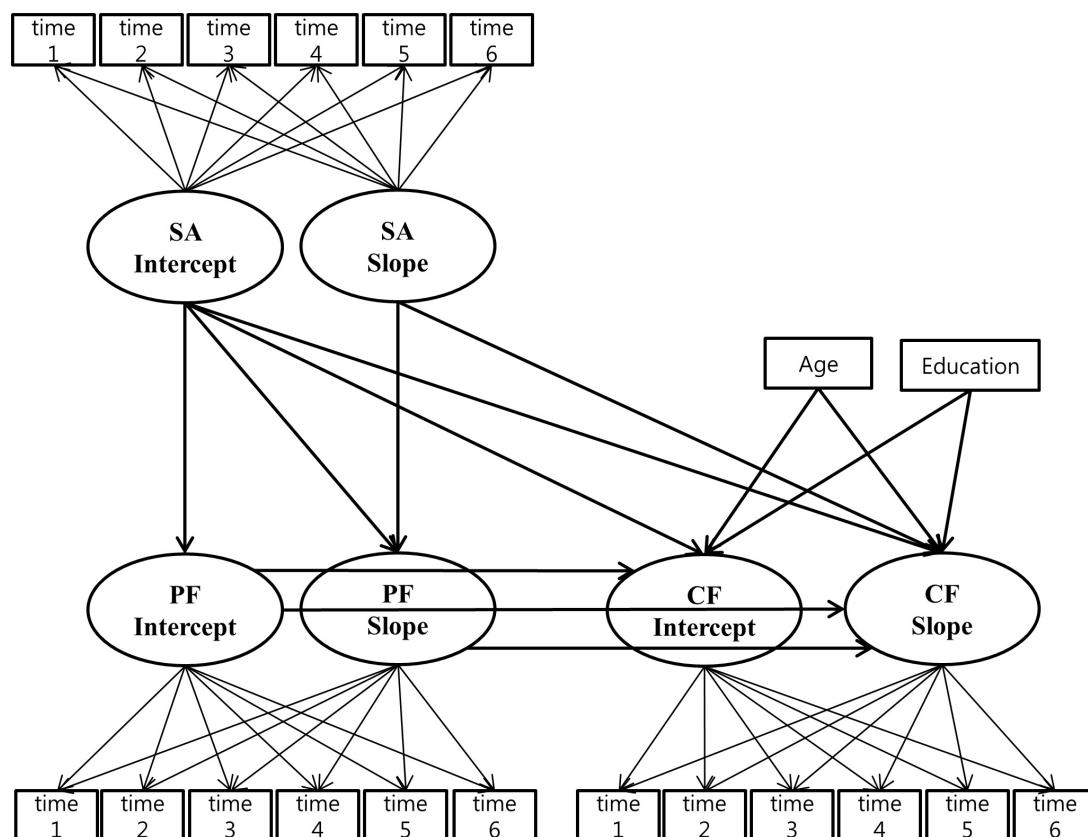 time time time time time time
1 2 3 4 5 6
SA SA
Intercept Slope
Age Education
PF PF CF CF
Intercept Slope Intercept Slope
time time time time time time time time time time time time
1 2 3 4 5 6 1 2 3 4 5 6